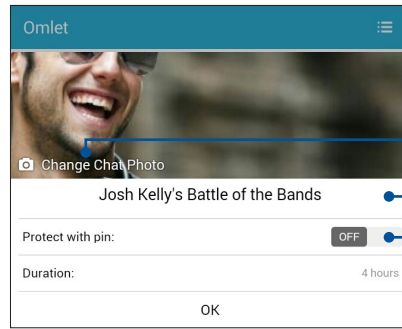 Omlet
Change Chat Photo
Josh Kelly's Battle of the Bands
Protect with pin:
OFF
Duration:
4 hours
OK